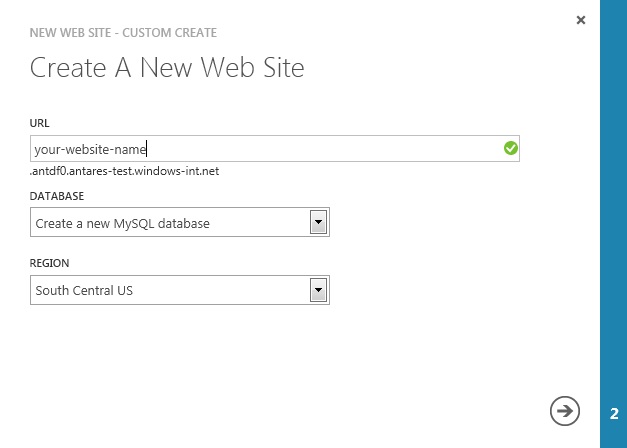 NEW WEB SITE - CUSTOM CREATE
Create A New Web Site
URL
your-website-name
.antdf0.antares-test.windows-int.net
DATABASE
Create a new MySQL database
REGION
South Central US
2